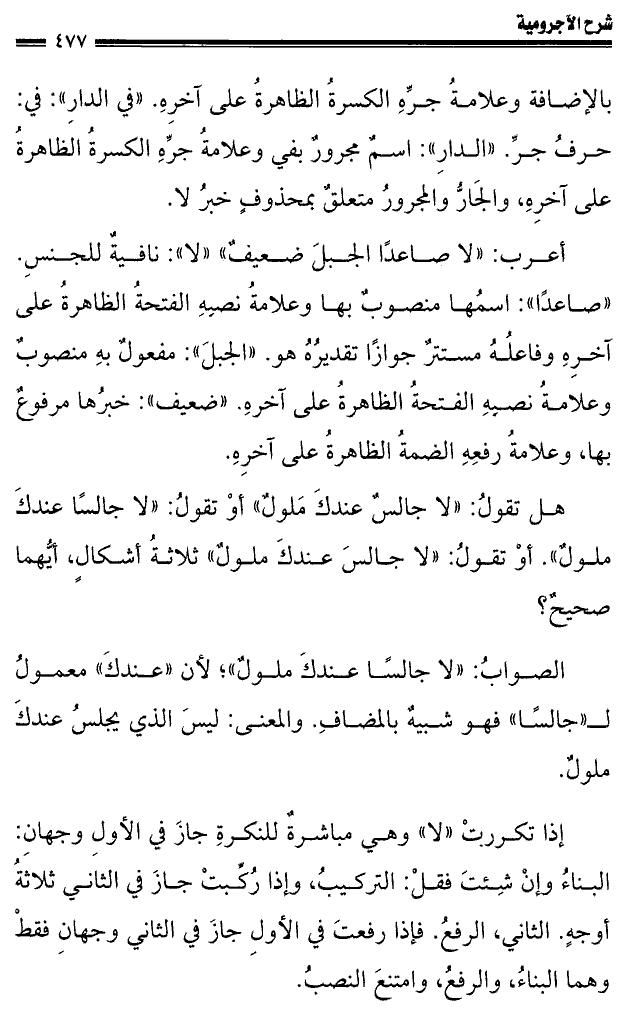 شرح الآجرومية
٤٧٧
بالإضافة وعلامةُ جرِّهِ الكسرةُ الظاهرةُ على آخرِهِ. «في الدارِ»: في:
حرفُ جرٍّ. «الدارِ»: اسمٌ مجرورٌ بفي وعلامةُ جرِّهِ الكسرةُ الظاهرةُ
على آخرِهِ، والجَارُّ والمجرورُ متعلقٌ بمحذوفٍ خبرُ لا.
أعرب: «لا صاعدًا الجبلَ ضعيفٌ» «لا»: نافيةٌ للجنسِ.
«صاعدًا»: اسمُها منصوبٌ بها وعلامةُ نصبِهِ الفتحةُ الظاهرةُ على
آخرِهِ وفاعلُهُ مستترٌ جوازًا تقديرُهُ هو. «الجبلَ»: مفعولٌ بهِ منصوبٌ
وعلامةُ نصبِهِ الفتحةُ الظاهرةُ على آخرِهِ. «ضعيف»: خبرُها مرفوعٌ
بها، وعلامةُ رفعِهِ الضمةُ الظاهرةُ على آخرِهِ.
هل تقولُ: «لا جالسٌ عندكَ مَلولٌ» أوْ تقولُ: «لا جالسًا عندكَ
ملولٌ». أوْ تقولُ: «لا جالسَ عندكَ ملولٌ» ثلاثةُ أشكالٍ، أيُّهما
صحيحٌ؟
الصوابُ: «لا جالسًا عندكَ ملولٌ»؛ لأن «عندكَ» معمولُ
لـ«جالسًا» فهو شبيهٌ بالمضافِ. والمعنى: ليسَ الذي يجلسُ عندكَ
ملولٌ.
إذا تكررتْ «لا» وهي مباشرةٌ للنكرةِ جازَ في الأولِ وجهانِ:
البناءُ وإنْ شِئتَ فقلْ: التركيبُ، وإذا رُكِّبتْ جازَ في الثاني ثلاثةُ
أوجهٍ. الثاني، الرفعُ. فإذا رفعتَ في الأولِ جازَ في الثاني وجهانِ فقطْ
وهما البناءُ، والرفعُ، وامتنعَ النصبُ.